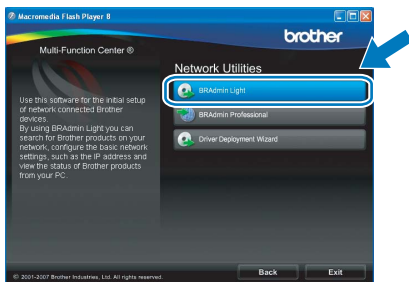 Macromedia Flash Player 8
brother
Multi-Function Center ®
Network Utilities
BRAdmin Light
BRAdmin Professional
Driver Deployment Wizard
Use this software for the initial setup
of network connected Brother
devices.
By using BRAdmin Light you can
search for Brother products on your
network, configure the basic network
settings, such as the IP address and
view the status of Brother products
from your PC.
Back
Exit
© 2001-2007 Brother Industries, Ltd. All rights reserved.